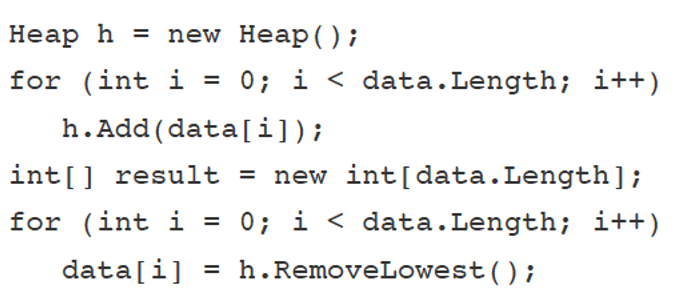 Heap h = new Heap();
for (int i = 0; i < data.Length; i++)
   h.Add(data[i]);
int[] result = new int[data.Length];
for (int i = 0; i < data.Length; i++)
   data[i] = h.RemoveLowest();